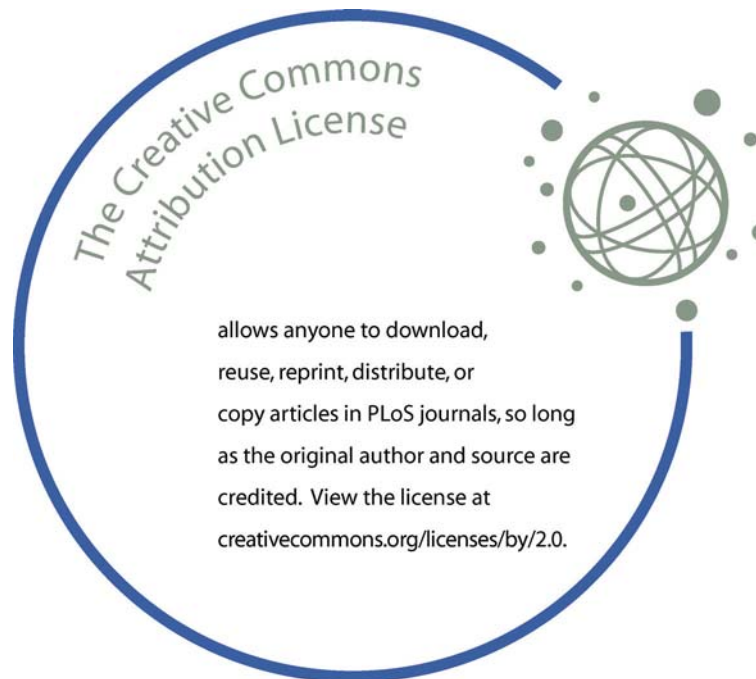 The Creative Commons
Attribution License
allows anyone to download,
reuse, reprint, distribute, or
copy articles in PLoS journals, so long
as the original author and source are
credited. View the license at
creativecommons.org/licenses/by/2.0.